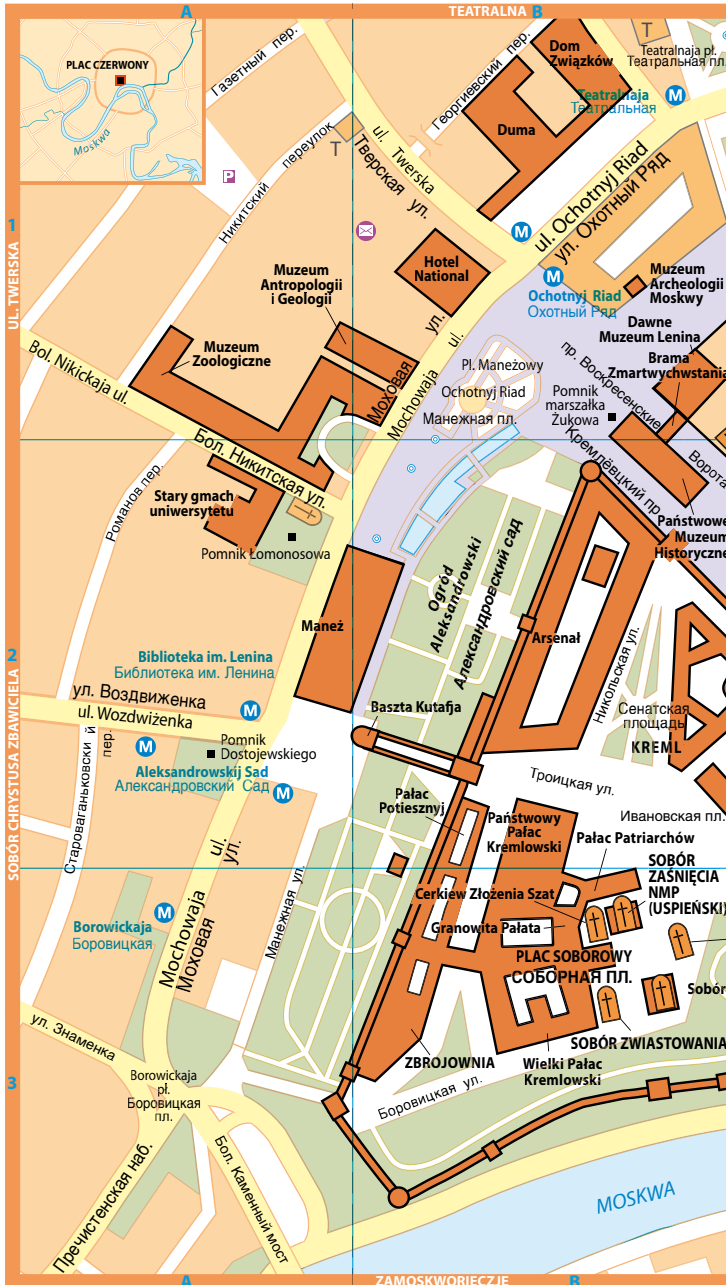 A
TEATRALNA
B
PLAC CZERWONY
Moskwa
Газетный пер.
Георгиевский пер.
Dom
Związków
T
Teatralnaja pl.
Театральная пл.
Teatralnaja
Театральная
M
Duma
Никитский переулок
T
ul. Twerska
Тверская ул.
P
ul. Ochotnyj Riad
ул. Охотный Ряд
M
1
UL. TWERSKA
Hotel
National
M
Ochotnyj Riad
Охотный Ряд
Muzeum
Archeologii
Moskwy
Muzeum
Antropologii
i Geologii
Dawne
Muzeum Lenina
Muzeum
Zoologiczne
Brama
Zmartwychwstania
Bol. Nikickaja ul.
Бол. Никитская ул.
Моховая ул.
Mochowaja ul.
Pl. Maneżowy
Ochotnyj Riad
Манежная пл.
пр. Воскресенские
Ворота
Pomnik
marszałka
Żukowa
Кремлёвцкий пр.
Państwowe
Muzeum
Historyczne
Романов пер.
Stary gmach
uniwersytetu
Pomnik Łomonosowa
Ogród
Aleksandrowski
Александровский сад
Maneż
Arsenał
Никольская ул.
2
SOBÓR CHRYSTUSA ZBAWICIELA
Biblioteka im. Lenina
Библиотека им. Ленина
ул. Воздвиженка
ul. Wozdwiżenka
M
M
Baszta Kutafja
Сенатская
площадь
KREML
Pomnik
Dostojewskiego
Aleksandrowskij Sad
Александровский Сад
M
Староваганьковский
пер.
Троицкая ул.
Ивановская пл.
Pałac
Potiesznyj
Państwowy
Pałac
Kremlowski
Pałac Patriarchów
SOBÓR
ZAŚNIĘCIA
NMP
(USPIEŃSKI)
ul.
ул.
Манежная ул.
Cerkiew Złożenia Szat
Granowita Pałata
M
Borowickaja
Боровицкая
Mochowaja
Моховая
PLAC SOBOROWY
СОБОРНАЯ ПЛ.
Sobór
ул. Знаменка
SOBÓR ZWIASTOWANIA
ZBROJOWNIA
Wielki Pałac
Kremlowski
3
Borowickaja
pl.
Боровицкая
пл.
Боровицкая ул.
Пречистенская наб.
Бол. Каменный мост
MOSKWA
A
ZAMOSKWORIECZJE
B